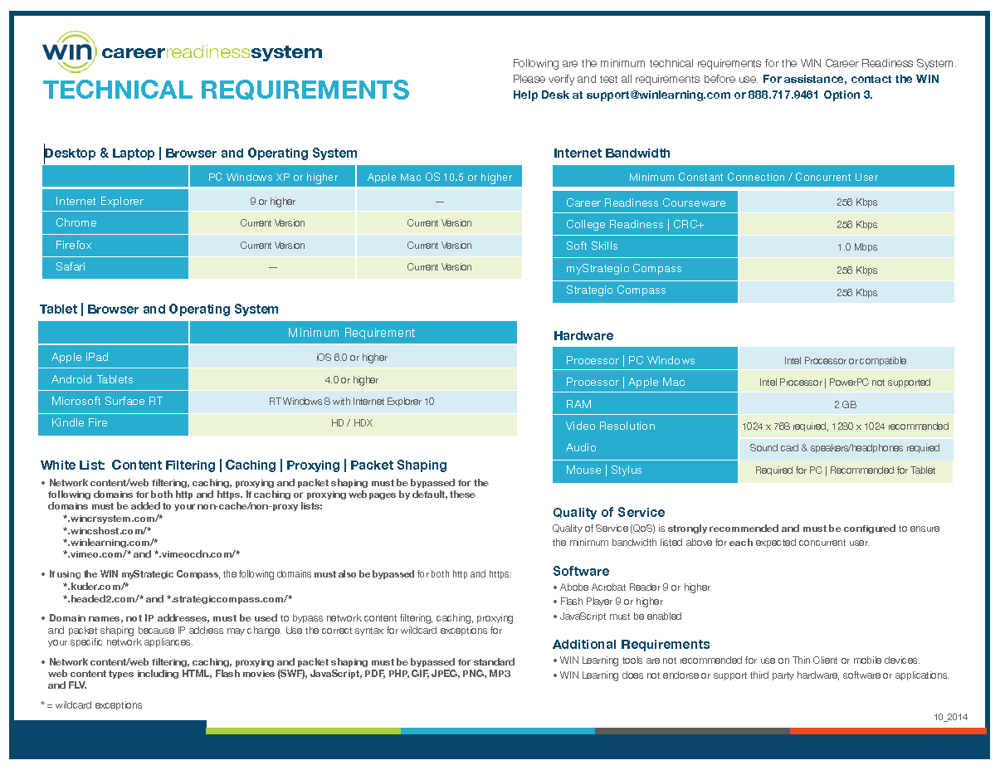 win careerreadinesssystem
TECHNICAL REQUIREMENTS
Following are the minimum technical requirements for the WIN Career Readiness System.
Please verify and test all requirements before use. For assistance, contact the WIN
Help Desk at support@winlearning.com or 888.717.9461 Option 3.
Desktop & Laptop | Browser and Operating System
PC Windows XP or higher Apple Mac OS 10.5 or higher
Internet Explorer 9 or higher —
Chrome Current Version Current Version
Firefox Current Version Current Version
Safari — Current Version
Tablet | Browser and Operating System
Minimum Requirement
Apple iPad iOS 6.0 or higher
Android Tablets 4.0 or higher
Microsoft Surface RT RT Windows 8 with Internet Explorer 10
Kindle Fire HD / HDX
White List: Content Filtering | Caching | Proxying | Packet Shaping
• Network content/web filtering, caching, proxying and packet shaping must be bypassed for the
following domains for both http and https. If caching or proxying web pages by default, these
domains must be added to your non-cache/non-proxy lists:
*.wincrsystem.com/*
*.wincshost.com/*
*.winlearning.com/*
*.vimeo.com/* and *.vimeocdn.com/*
• If using the WIN myStrategic Compass, the following domains must also be bypassed for both http and https:
*.kuder.com/*
*.headed2.com/* and *.strategiccompass.com/*
• Domain names, not IP addresses, must be used to bypass network content filtering, caching, proxying
and packet shaping because IP address may change. Use the correct syntax for wildcard exceptions for
your specific network appliances.
• Network content/web filtering, caching, proxying and packet shaping must be bypassed for standard
web content types including HTML, Flash movies (SWF), JavaScript, PDF, PHP, GIF, JPEG, PNG, MP3
and FLV.
* = wildcard exceptions
Internet Bandwidth
Minimum Constant Connection / Concurrent User
Career Readiness Courseware 256 Kbps
College Readiness | CRC+ 256 Kbps
Soft Skills 1.0 Mbps
myStrategic Compass 256 Kbps
Strategic Compass 256 Kbps
Hardware
Processor | PC Windows Intel Processor or compatible
Processor | Apple Mac Intel Processor | PowerPC not supported
RAM 2 GB
Video Resolution 1024 x 768 required, 1280 x 1024 recommended
Audio Sound card & speakers/headphones required
Mouse | Stylus Required for PC | Recommended for Tablet
Quality of Service
Quality of Service (QoS) is strongly recommended and must be configured to ensure
the minimum bandwidth listed above for each expected concurrent user.
Software
• Abobe Acrobat Reader 9 or higher
• Flash Player 9 or higher
• JavaScript must be enabled
Additional Requirements
• WIN Learning tools are not recommended for use on Thin Client or mobile devices.
• WIN Learning does not endorse or support third party hardware, software or applications.
10_2014